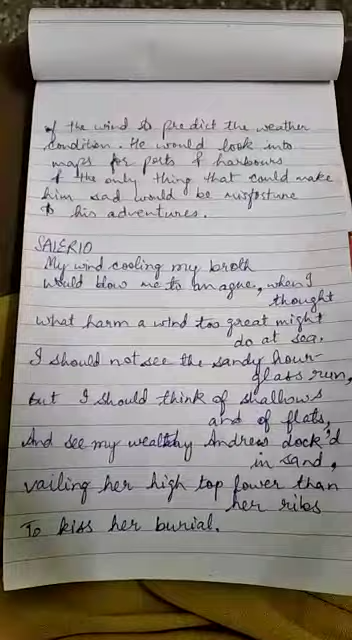 of the wind to predict the weather
condition. He would look into
maps for ports & harbours
& the only thing that could make
him sad would be misfortune
to his adventures.
SALERIO
My wind cooling my broth
would blow me to an ague, when I
thought
what harm a wind too great might
do at sea.
I should not see the sandy hour-
glass run,
But I should think of shallows
and of flats,
And see my wealthy Andrew dock'd
in sand,
vailing her high top lower than
her ribs
To kiss her burial.